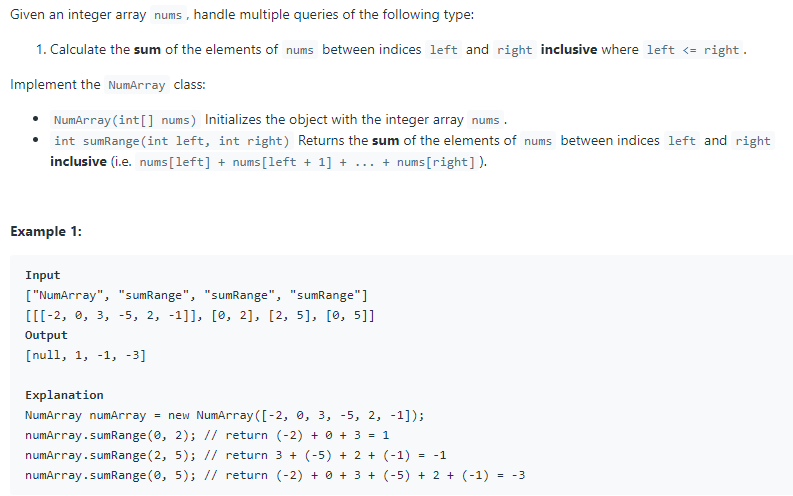 Given an integer array nums, handle multiple queries of the following type:
1. Calculate the sum of the elements of nums between indices left and right inclusive where left <= right.
Implement the NumArray class:
• NumArray(int[] nums) Initializes the object with the integer array nums.
• int sumRange(int left, int right) Returns the sum of the elements of nums between indices left and right
inclusive (i.e. nums[left] + nums[left + 1] + ... + nums[right]).
Example 1:
Input
["NumArray", "sumRange", "sumRange", "sumRange"]
[[[-2, 0, 3, -5, 2, -1]], [0, 2], [2, 5], [0, 5]]
Output
[null, 1, -1, -3]
Explanation
NumArray numArray = new NumArray([-2, 0, 3, -5, 2, -1]);
numArray.sumRange(0, 2); // return (-2) + 0 + 3 = 1
numArray.sumRange(2, 5); // return 3 + (-5) + 2 + (-1) = -1
numArray.sumRange(0, 5); // return (-2) + 0 + 3 + (-5) + 2 + (-1) = -3